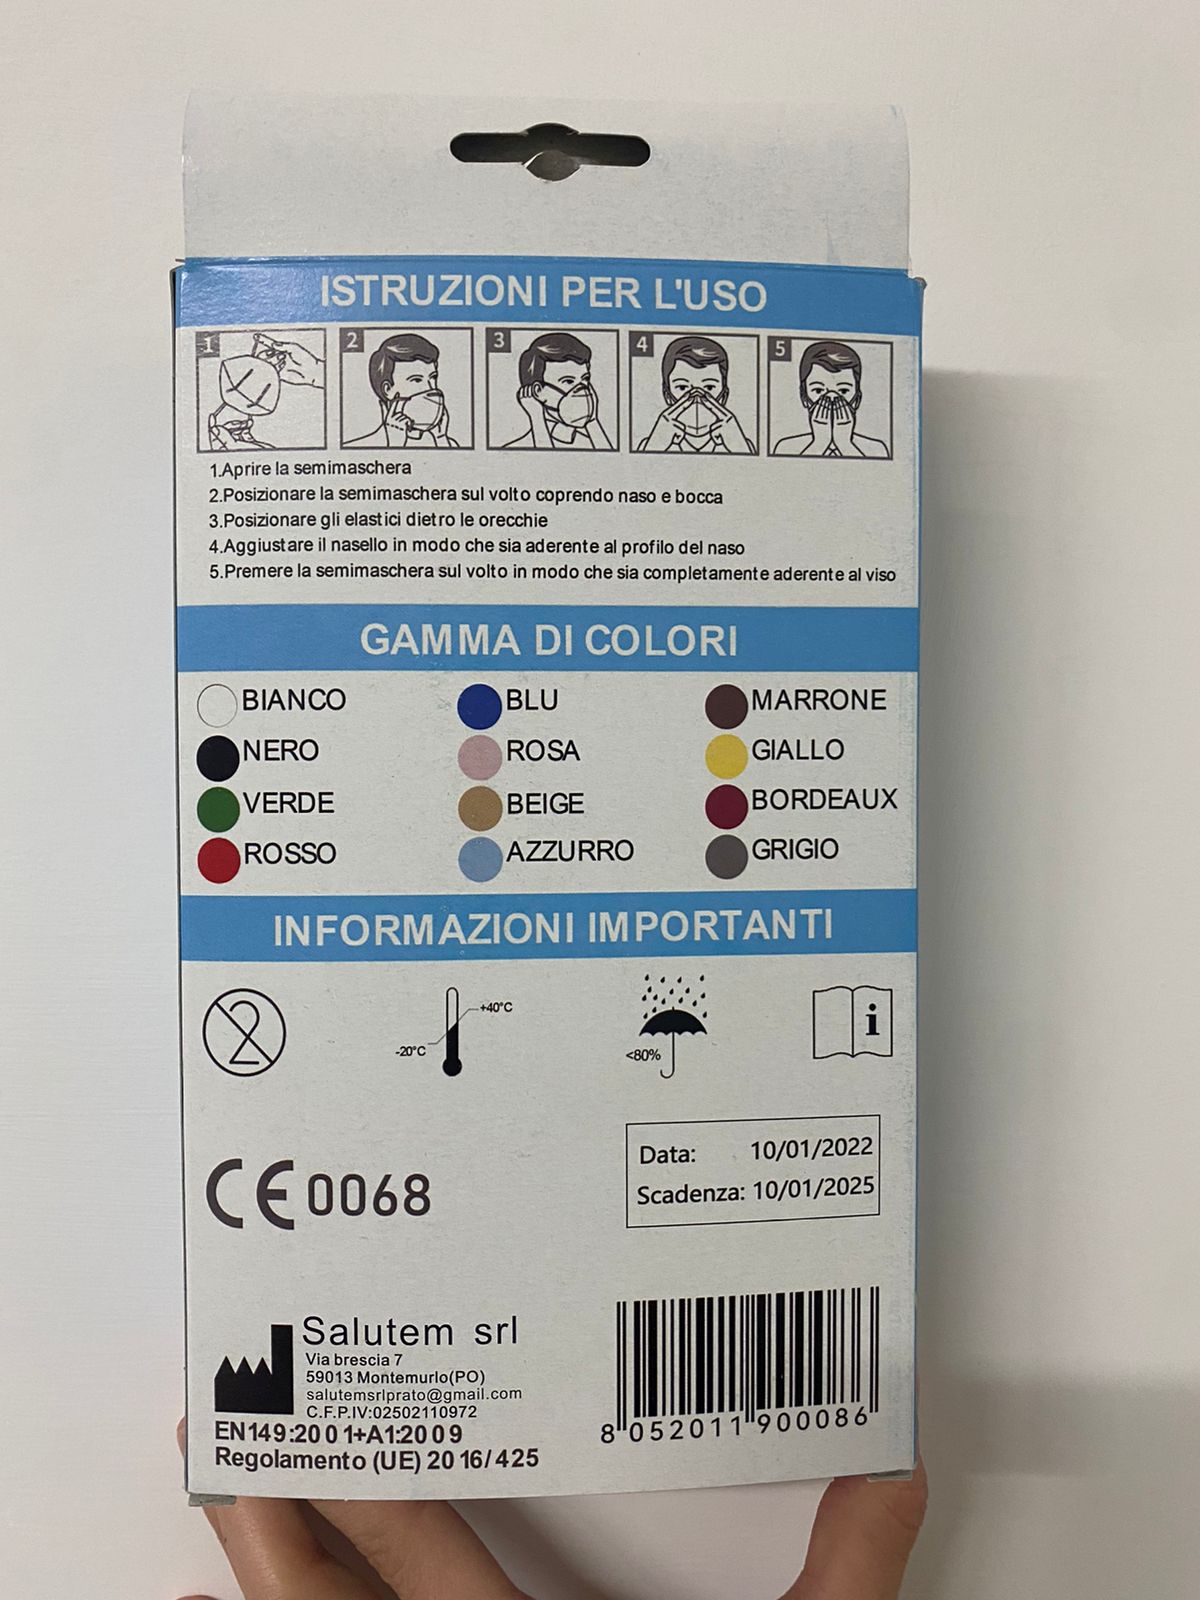 ISTRUZIONI PER L'USO
1 2 3 4 5
1.Aprire la semimaschera
2.Posizionare la semimaschera sul volto coprendo naso e bocca
3.Posizionare gli elastici dietro le orecchie
4.Aggiustare il nasello in modo che sia aderente al profilo del naso
5.Premere la semimaschera sul volto in modo che sia completamente aderente al viso
GAMMA DI COLORI
BIANCO BLU MARRONE
NERO ROSA GIALLO
VERDE BEIGE BORDEAUX
ROSSO AZZURRO GRIGIO
INFORMAZIONI IMPORTANTI
2
+40°C
-20°C
<80%
i
CE 0068
Data: 10/01/2022
Scadenza: 10/01/2025
Salutem srl
Via brescia 7
59013 Montemurlo(PO)
salutemsrlprato@gmail.com
C.F.P.IV:02502110972
EN149:2001+A1:2009
Regolamento (UE) 2016/425
8 052011 900086